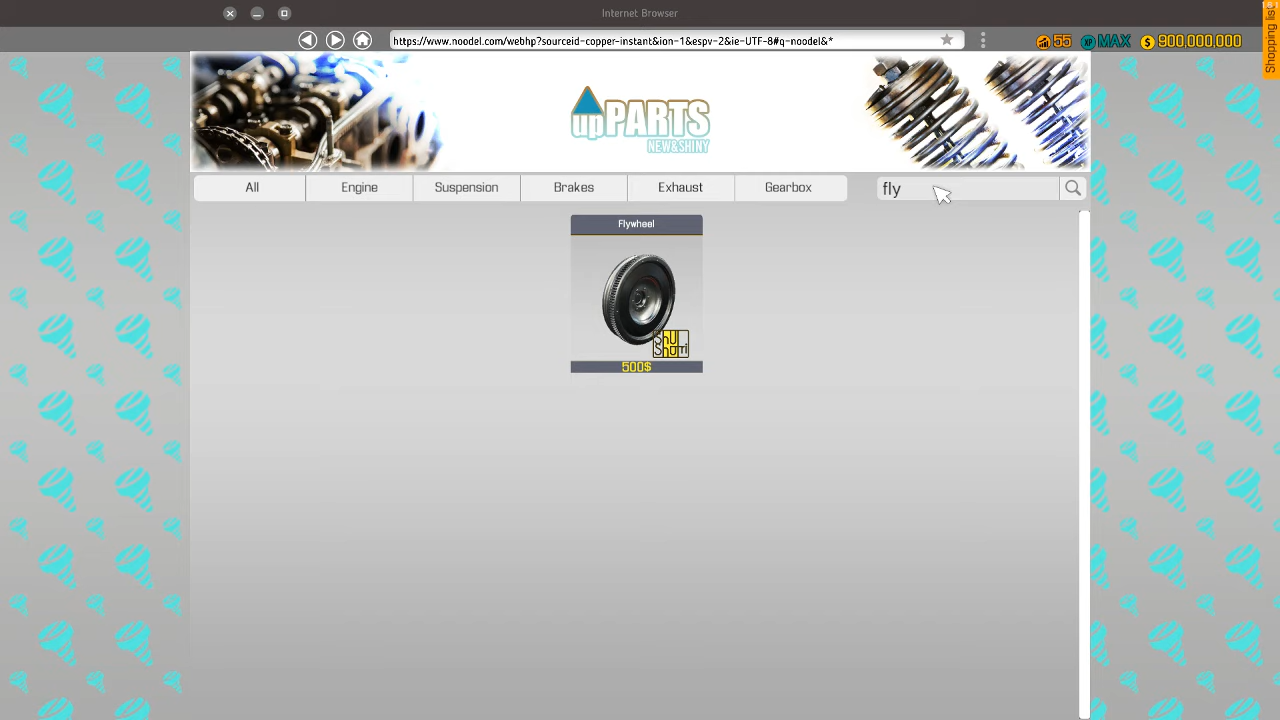 Internet Browser
https://www.noodel.com/webhp?sourceid-copper-instant&ion-1&espv-2&ie-UTF-8#q-noodel&*
55
XP MAX
$ 900,000,000
Shopping list
upPARTS
NEW&SHINY
All
Engine
Suspension
Brakes
Exhaust
Gearbox
fly
Flywheel
500$